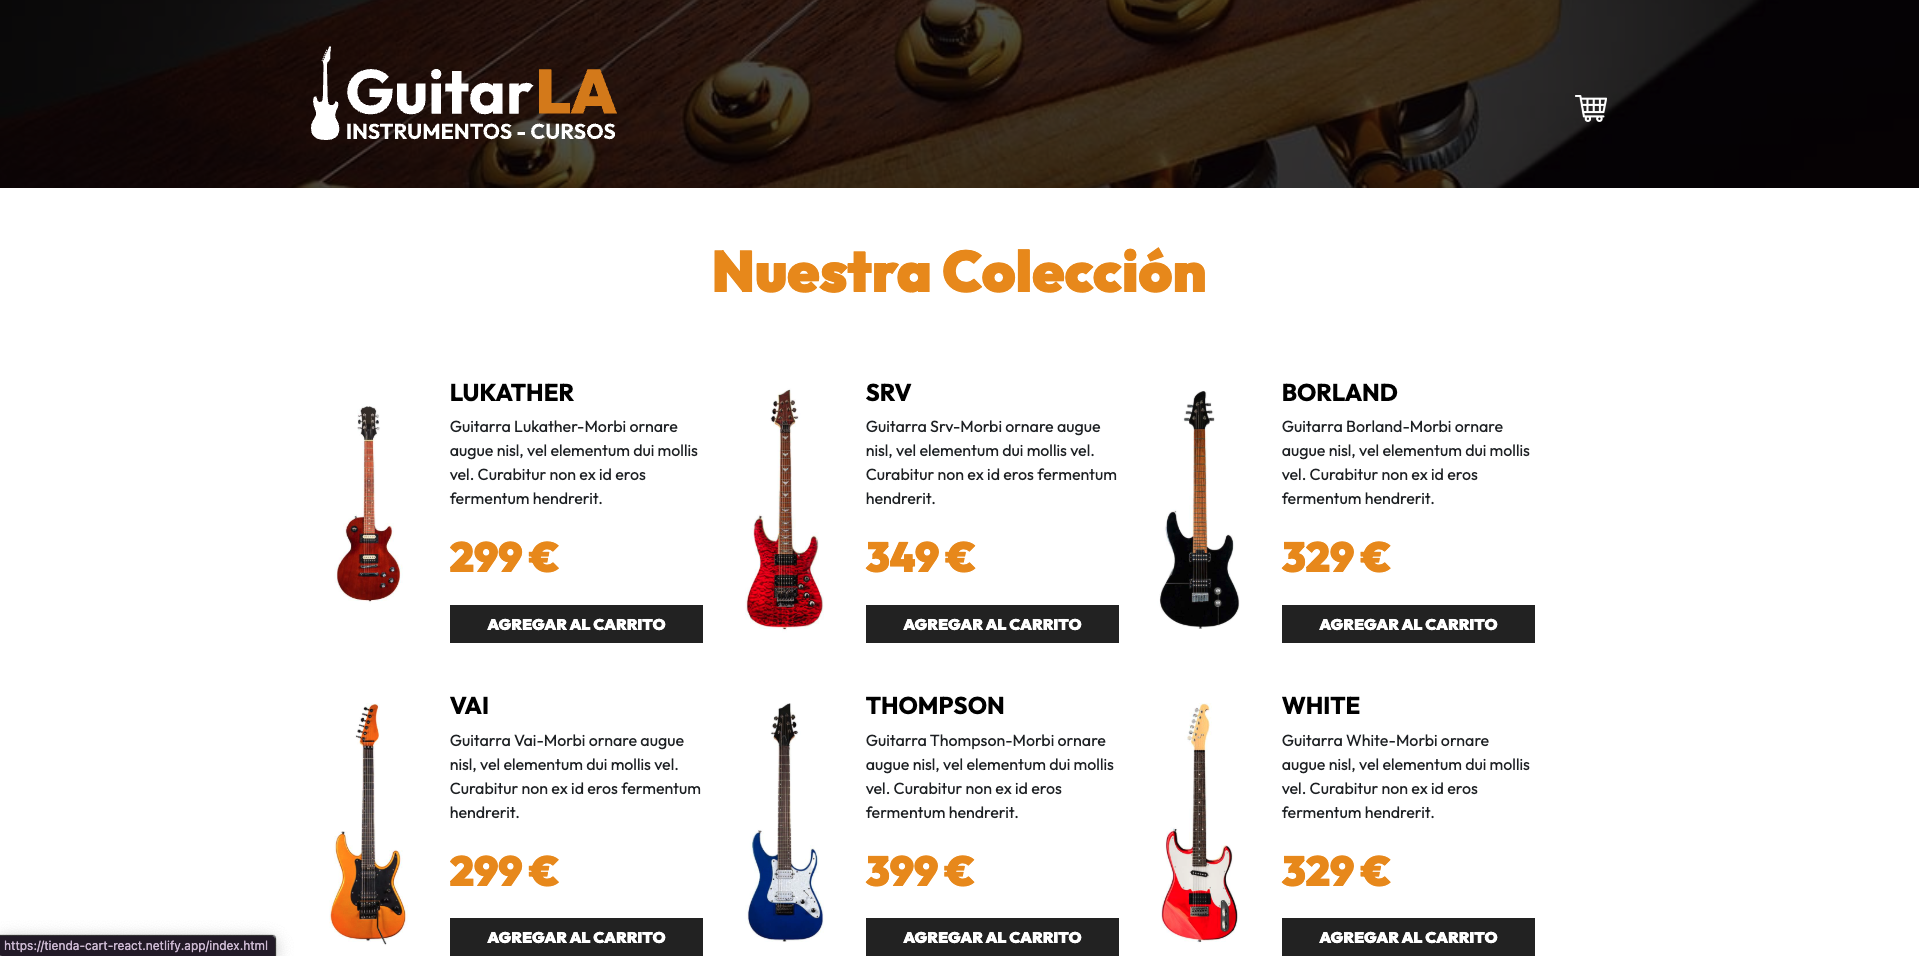 GuitarLA
INSTRUMENTOS - CURSOS
Nuestra Colección
LUKATHER
Guitarra Lukather-Morbi ornare
augue nisl, vel elementum dui mollis
vel. Curabitur non ex id eros
fermentum hendrerit.
299 €
AGREGAR AL CARRITO
SRV
Guitarra Srv-Morbi ornare augue
nisl, vel elementum dui mollis vel.
Curabitur non ex id eros fermentum
hendrerit.
349 €
AGREGAR AL CARRITO
BORLAND
Guitarra Borland-Morbi ornare
augue nisl, vel elementum dui mollis
vel. Curabitur non ex id eros
fermentum hendrerit.
329 €
AGREGAR AL CARRITO
VAI
Guitarra Vai-Morbi ornare augue
nisl, vel elementum dui mollis vel.
Curabitur non ex id eros fermentum
hendrerit.
299 €
AGREGAR AL CARRITO
THOMPSON
Guitarra Thompson-Morbi ornare
augue nisl, vel elementum dui mollis
vel. Curabitur non ex id eros
fermentum hendrerit.
399 €
AGREGAR AL CARRITO
WHITE
Guitarra White-Morbi ornare
augue nisl, vel elementum dui mollis
vel. Curabitur non ex id eros
fermentum hendrerit.
329 €
AGREGAR AL CARRITO
https://tienda-cart-react.netlify.app/index.html